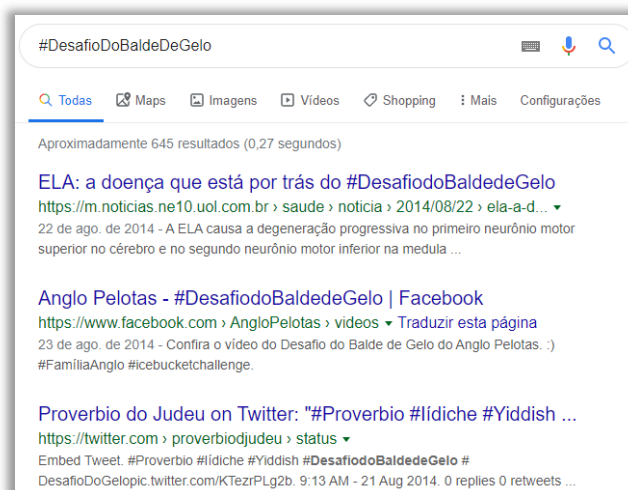 #DesafioDoBaldeDeGelo
Todas Maps Imagens Vídeos Shopping Mais Configurações
Aproximadamente 645 resultados (0,27 segundos)
ELA: a doença que está por trás do #DesafiodoBaldedeGelo
https://m.noticias.ne10.uol.com.br › saude › noticia › 2014/08/22 › ela-a-d...
22 de ago. de 2014 - A ELA causa a degeneração progressiva no primeiro neurônio motor
superior no cérebro e no segundo neurônio motor inferior na medula ...
Anglo Pelotas - #DesafiodoBaldedeGelo | Facebook
https://www.facebook.com › AngloPelotas › videos Traduzir esta página
23 de ago. de 2014 - Confira o vídeo do Desafio do Balde de Gelo do Anglo Pelotas. :)
#FamíliaAnglo #icebucketchallenge.
Proverbio do Judeu on Twitter: "#Proverbio #Iídiche #Yiddish ...
https://twitter.com › proverbiodjudeu › status
Embed Tweet. #Proverbio #Iídiche #Yiddish #DesafiodoBaldedeGelo #
DesafioDoGelopic.twitter.com/KTezrPLg2b. 9:13 AM - 21 Aug 2014. 0 replies 0 retweets ...